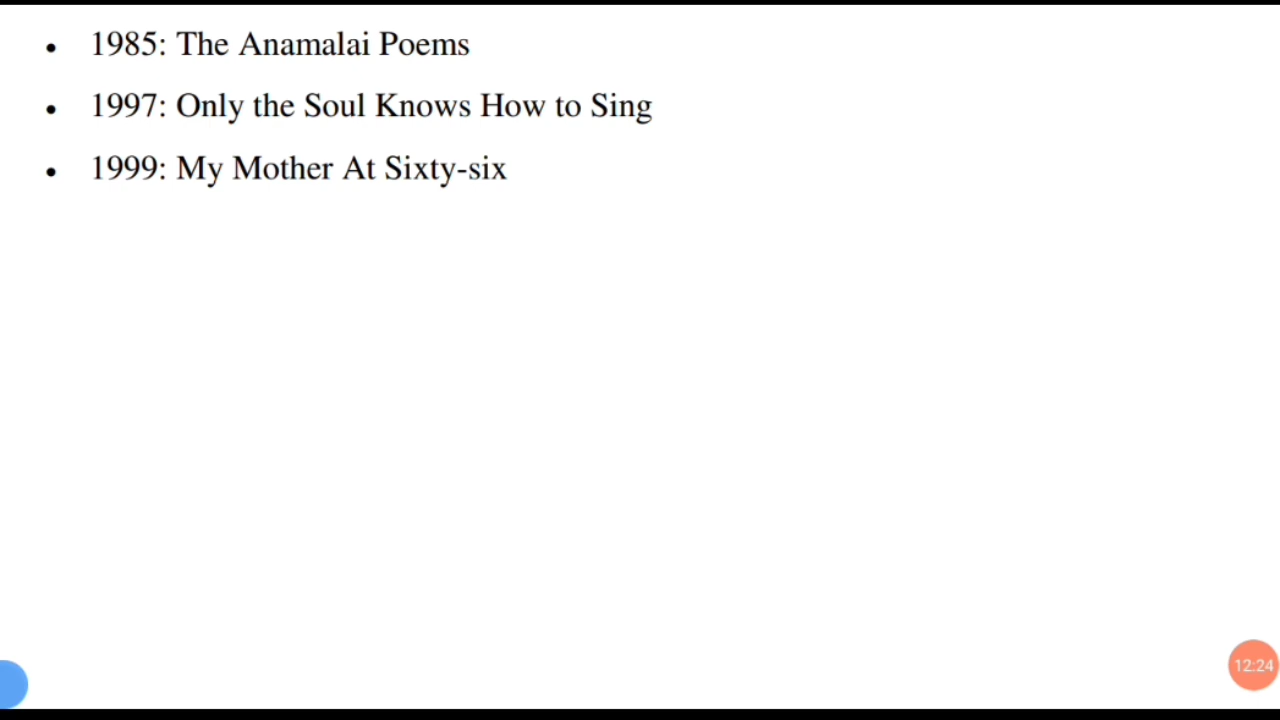 • 1985: The Anamalai Poems
• 1997: Only the Soul Knows How to Sing
• 1999: My Mother At Sixty-six
12:24